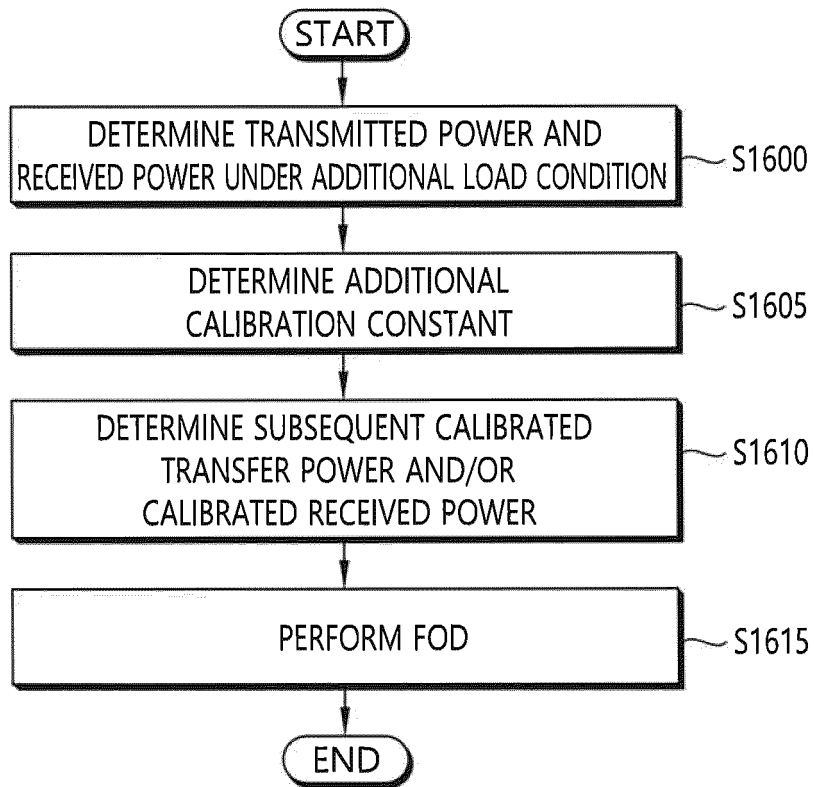 START
DETERMINE TRANSMITTED POWER AND
RECEIVED POWER UNDER ADDITIONAL LOAD CONDITION
S1600
DETERMINE ADDITIONAL
CALIBRATION CONSTANT
S1605
DETERMINE SUBSEQUENT CALIBRATED
TRANSFER POWER AND/OR
CALIBRATED RECEIVED POWER
S1610
PERFORM FOD
S1615
END